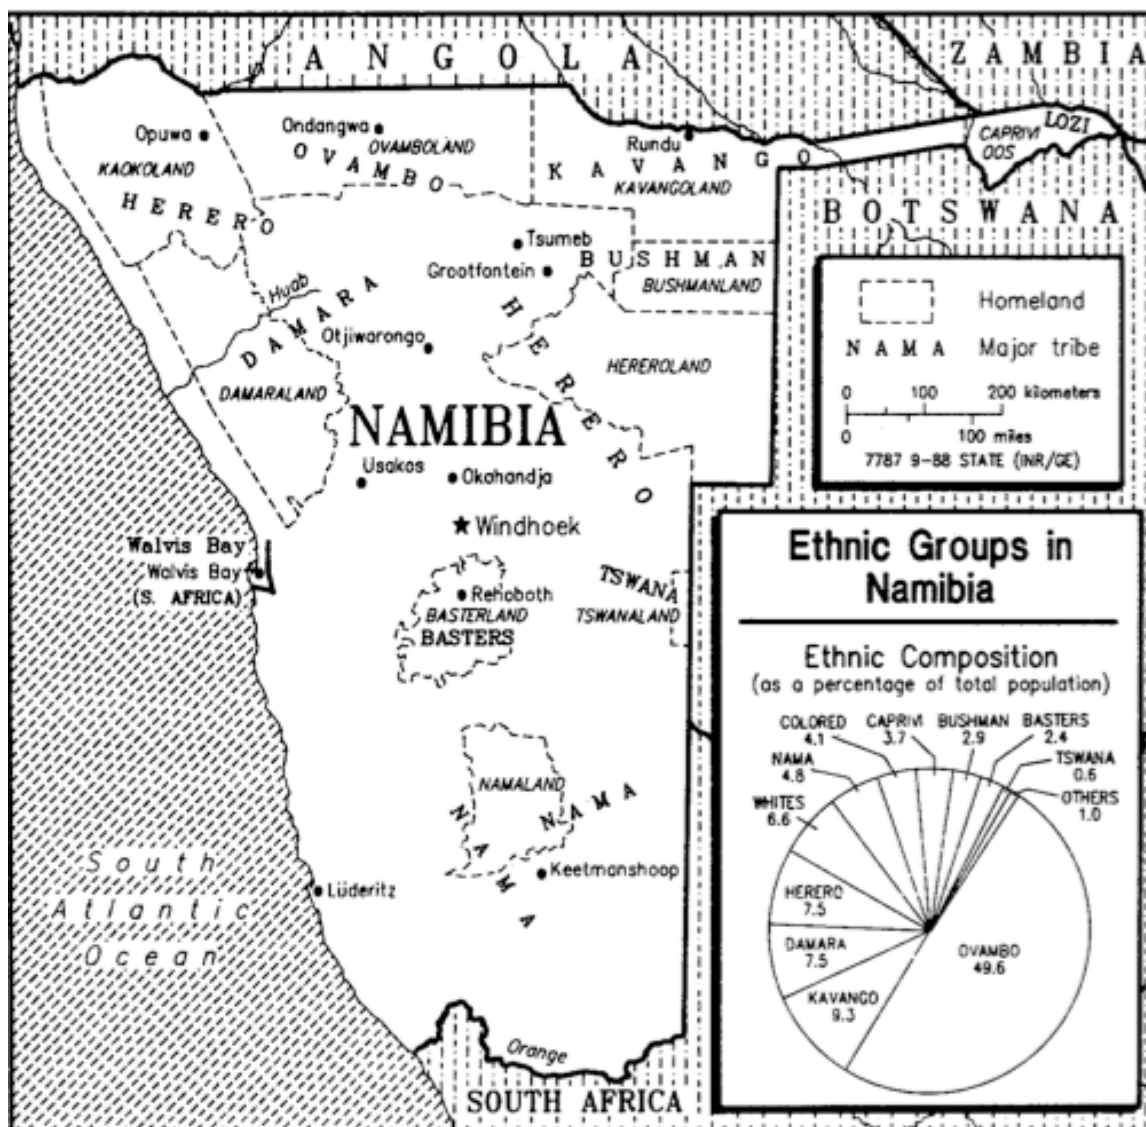 ANGOLA
ZAMBIA
Opuwa
Ondangwa
OVAMBOLAND
OVAMBO
KAOKOLAND
HERERO
Rundu
KAVANGO
KAVANGOLAND
LOZI
CAPRIVI
OOS
BOTSWANA
Tsumeb
Grootfontein
BUSHMAN
BUSHMANLAND
Huab
DAMARA
Otjiwarongo
DAMARALAND
HERERO
HEREROLAND
NAMIBIA
Usakos
Okahandja
Windhoek
Walvis Bay
Walvis Bay
(S. AFRICA)
Rehoboth
BASTERLAND
BASTERS
TSWANA
TSWANALAND
NAMALAND
NAMA
NAMA
Keetmanshoop
Lüderitz
South
Atlantic
Ocean
Orange
SOUTH AFRICA
Homeland
NAMA Major tribe
0 100 200 kilometers
0 100 miles
7787 9-88 STATE (INR/GE)
Ethnic Groups in
Namibia
Ethnic Composition
(as a percentage of total population)
COLORED
4.1
CAPRIVI
3.7
BUSHMAN
2.9
BASTERS
2.4
NAMA
4.8
TSWANA
0.6
WHITES
6.6
OTHERS
1.0
HERERO
7.5
DAMARA
7.5
KAVANGO
9.3
OVAMBO
49.6